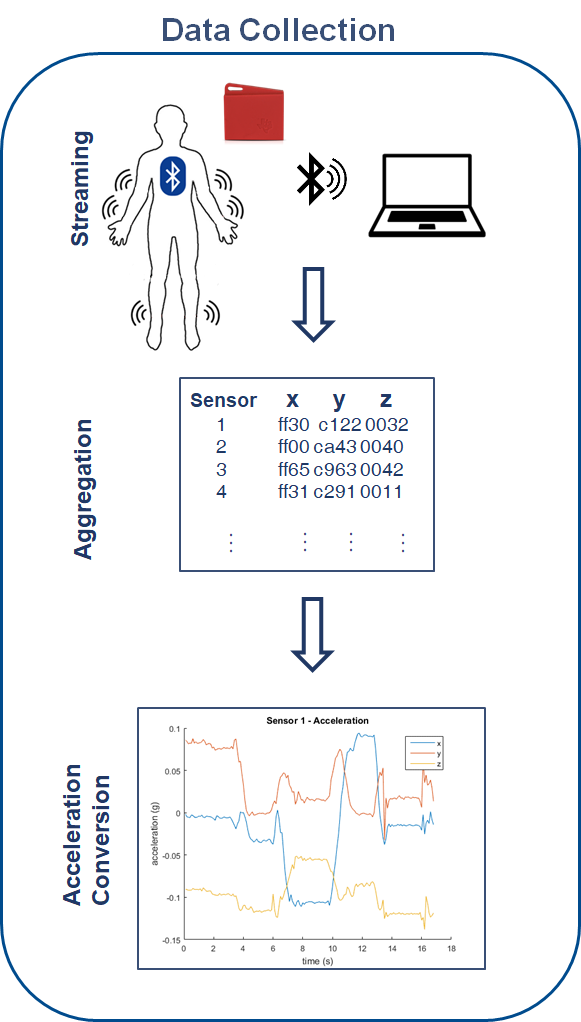 Data Collection
Streaming
Aggregation
Sensor x y z
1 ff30 c122 0032
2 ff00 ca43 0040
3 ff65 c963 0042
4 ff31 c291 0011
⋮ ⋮ ⋮ ⋮
Acceleration
Conversion
Sensor 1 - Acceleration
x
y
z
acceleration (g)
0.1
0.05
0
-0.05
-0.1
-0.15
0 2 4 6 8 10 12 14 16 18
time (s)